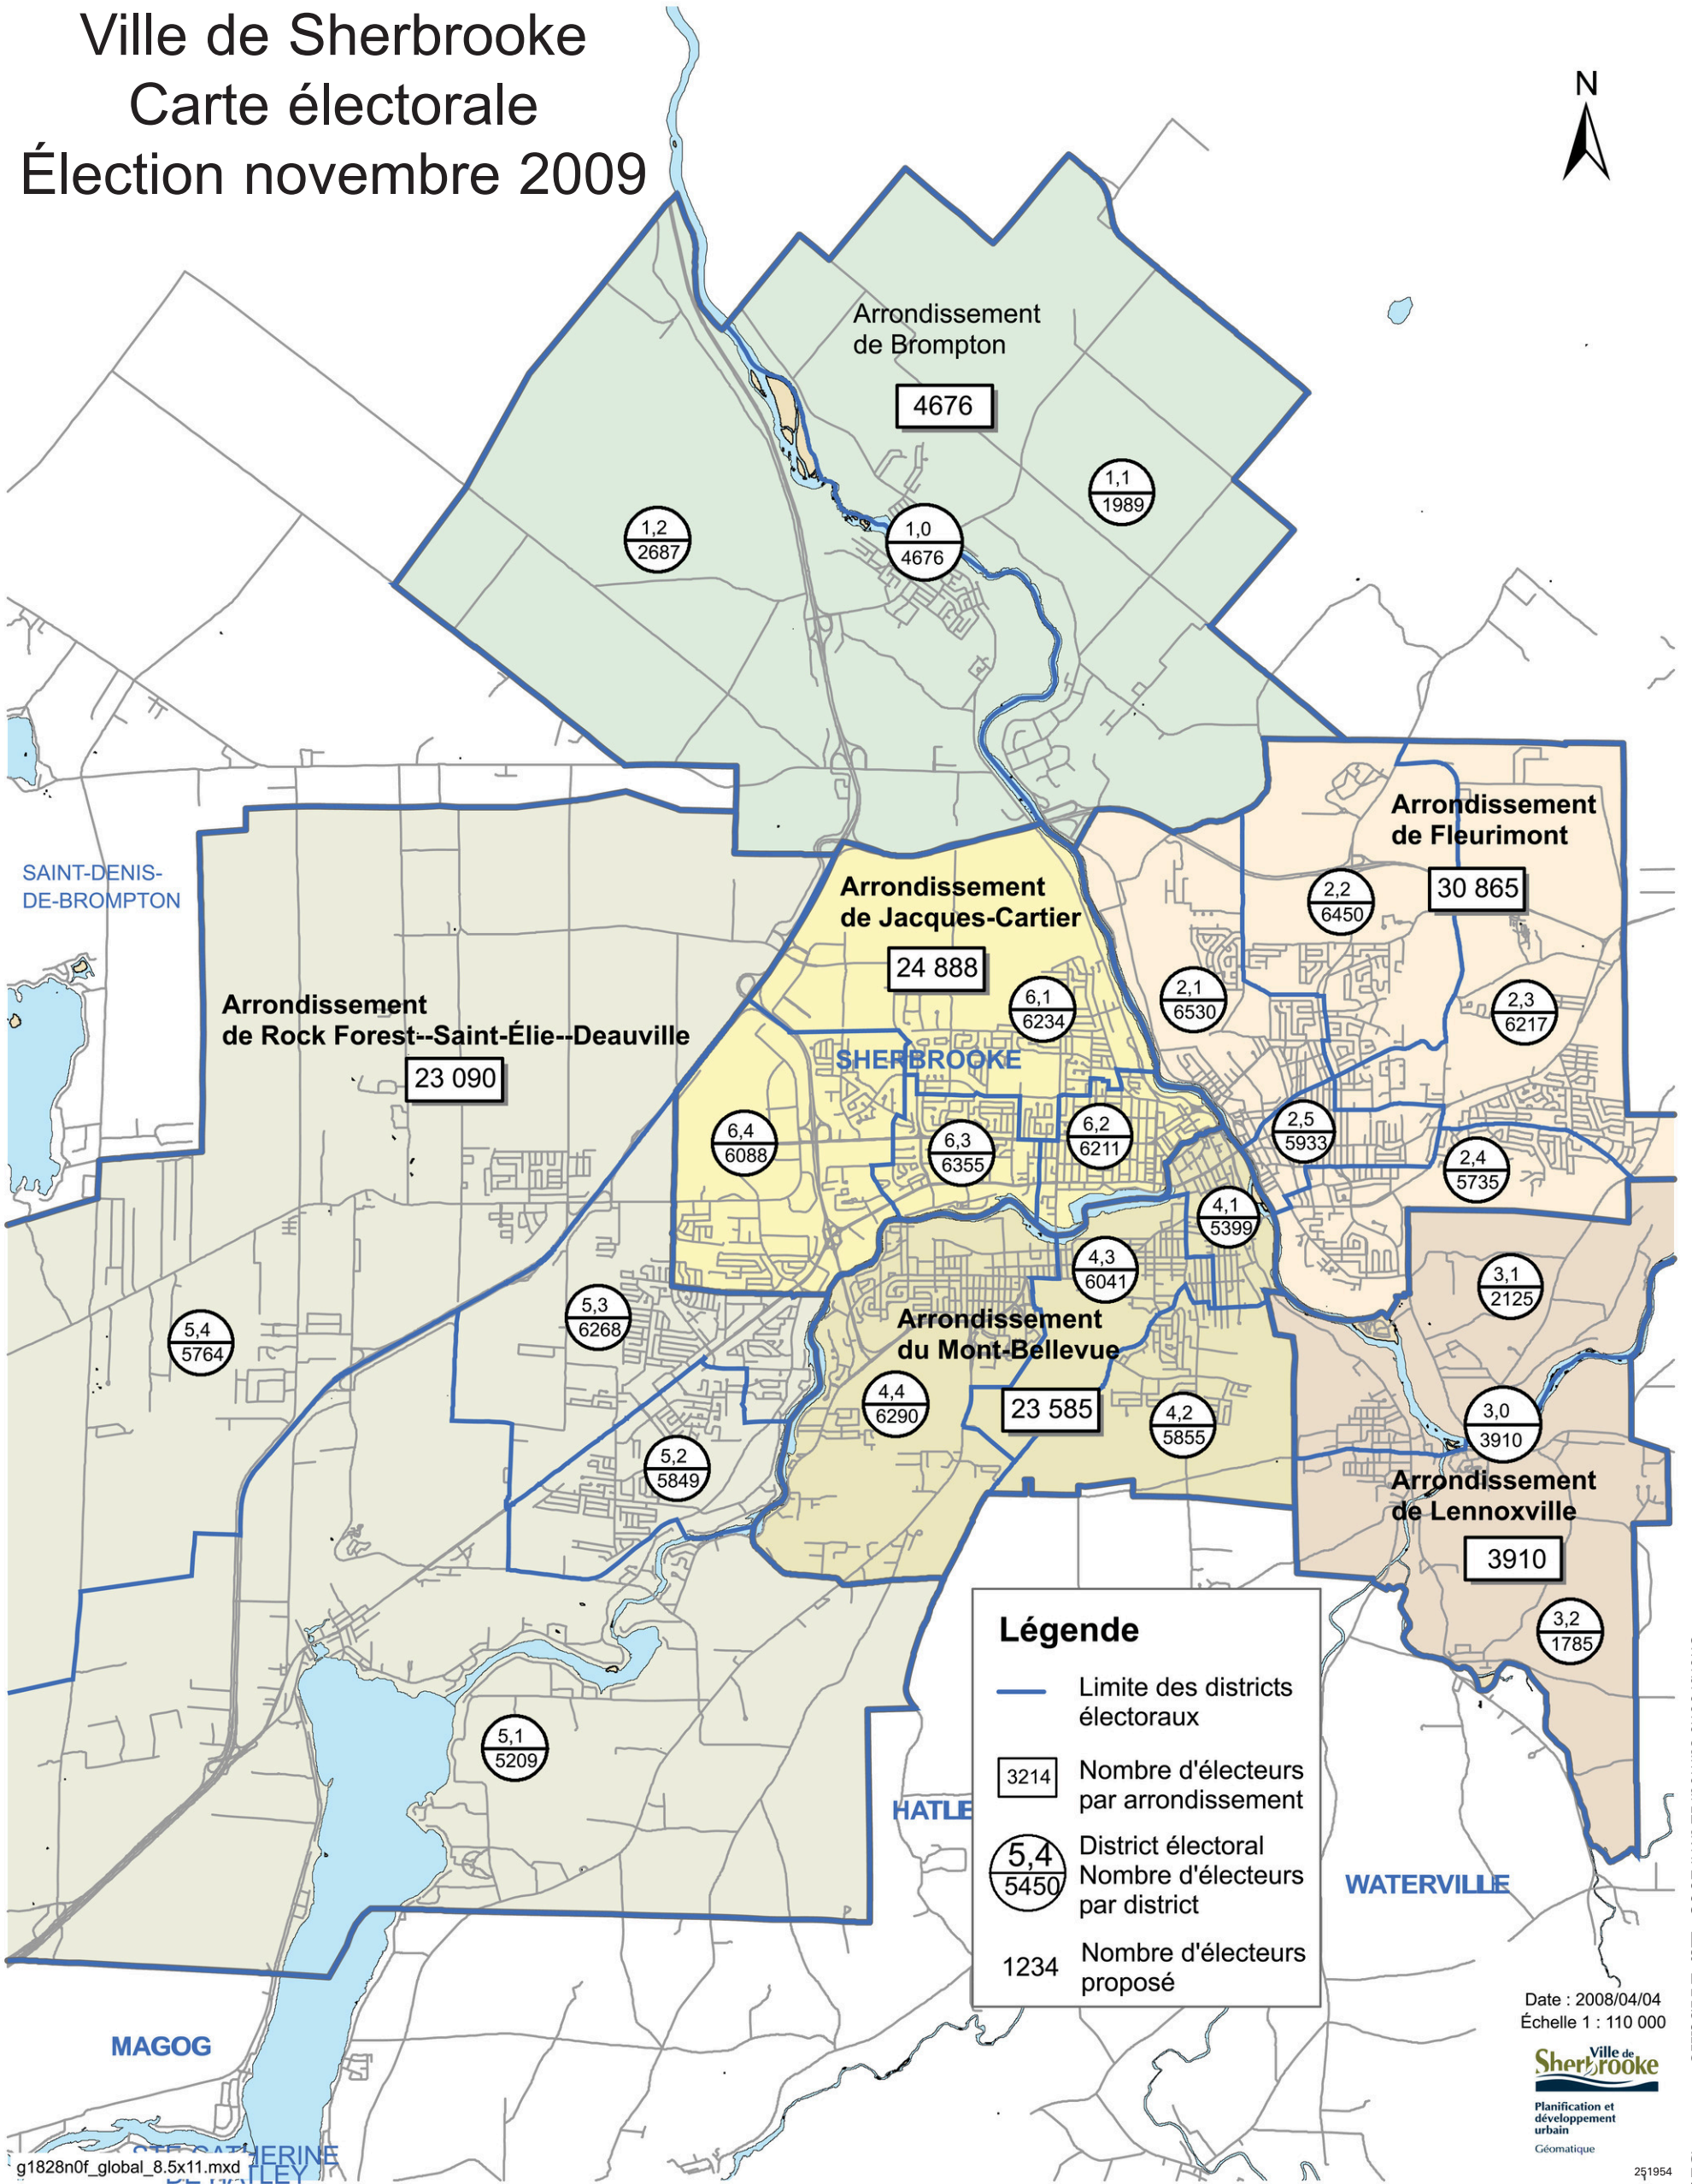 Ville de Sherbrooke
Carte électorale
Élection novembre 2009
N
Arrondissement
de Brompton
4676
1,1
1989
1,2
2687
1,0
4676
Arrondissement
de Fleurimont
30 865
2,2
6450
SAINT-DENIS-
DE-BROMPTON
Arrondissement
de Jacques-Cartier
24 888
6,1
6234
2,1
6530
2,3
6217
Arrondissement
de Rock Forest--Saint-Élie--Deauville
23 090
SHERBROOKE
6,4
6088
6,3
6355
6,2
6211
2,5
5933
2,4
5735
4,1
5399
4,3
6041
3,1
2125
5,3
6268
5,4
5764
Arrondissement
du Mont-Bellevue
23 585
4,4
6290
4,2
5855
3,0
3910
5,2
5849
Arrondissement
de Lennoxville
3910
3,2
1785
5,1
5209
Légende
Limite des districts
électoraux
3214
Nombre d'électeurs
par arrondissement
5,4
5450
District électoral
Nombre d'électeurs
par district
1234
Nombre d'électeurs
proposé
HATLE
WATERVILLE
MAGOG
STE-CATHERINE
DE-HATLEY
g1828n0f_global_8.5x11.mxd
Date : 2008/04/04
Échelle 1 : 110 000
Ville de
Sherbrooke
Planification et
développement
urbain
Géomatique
251954